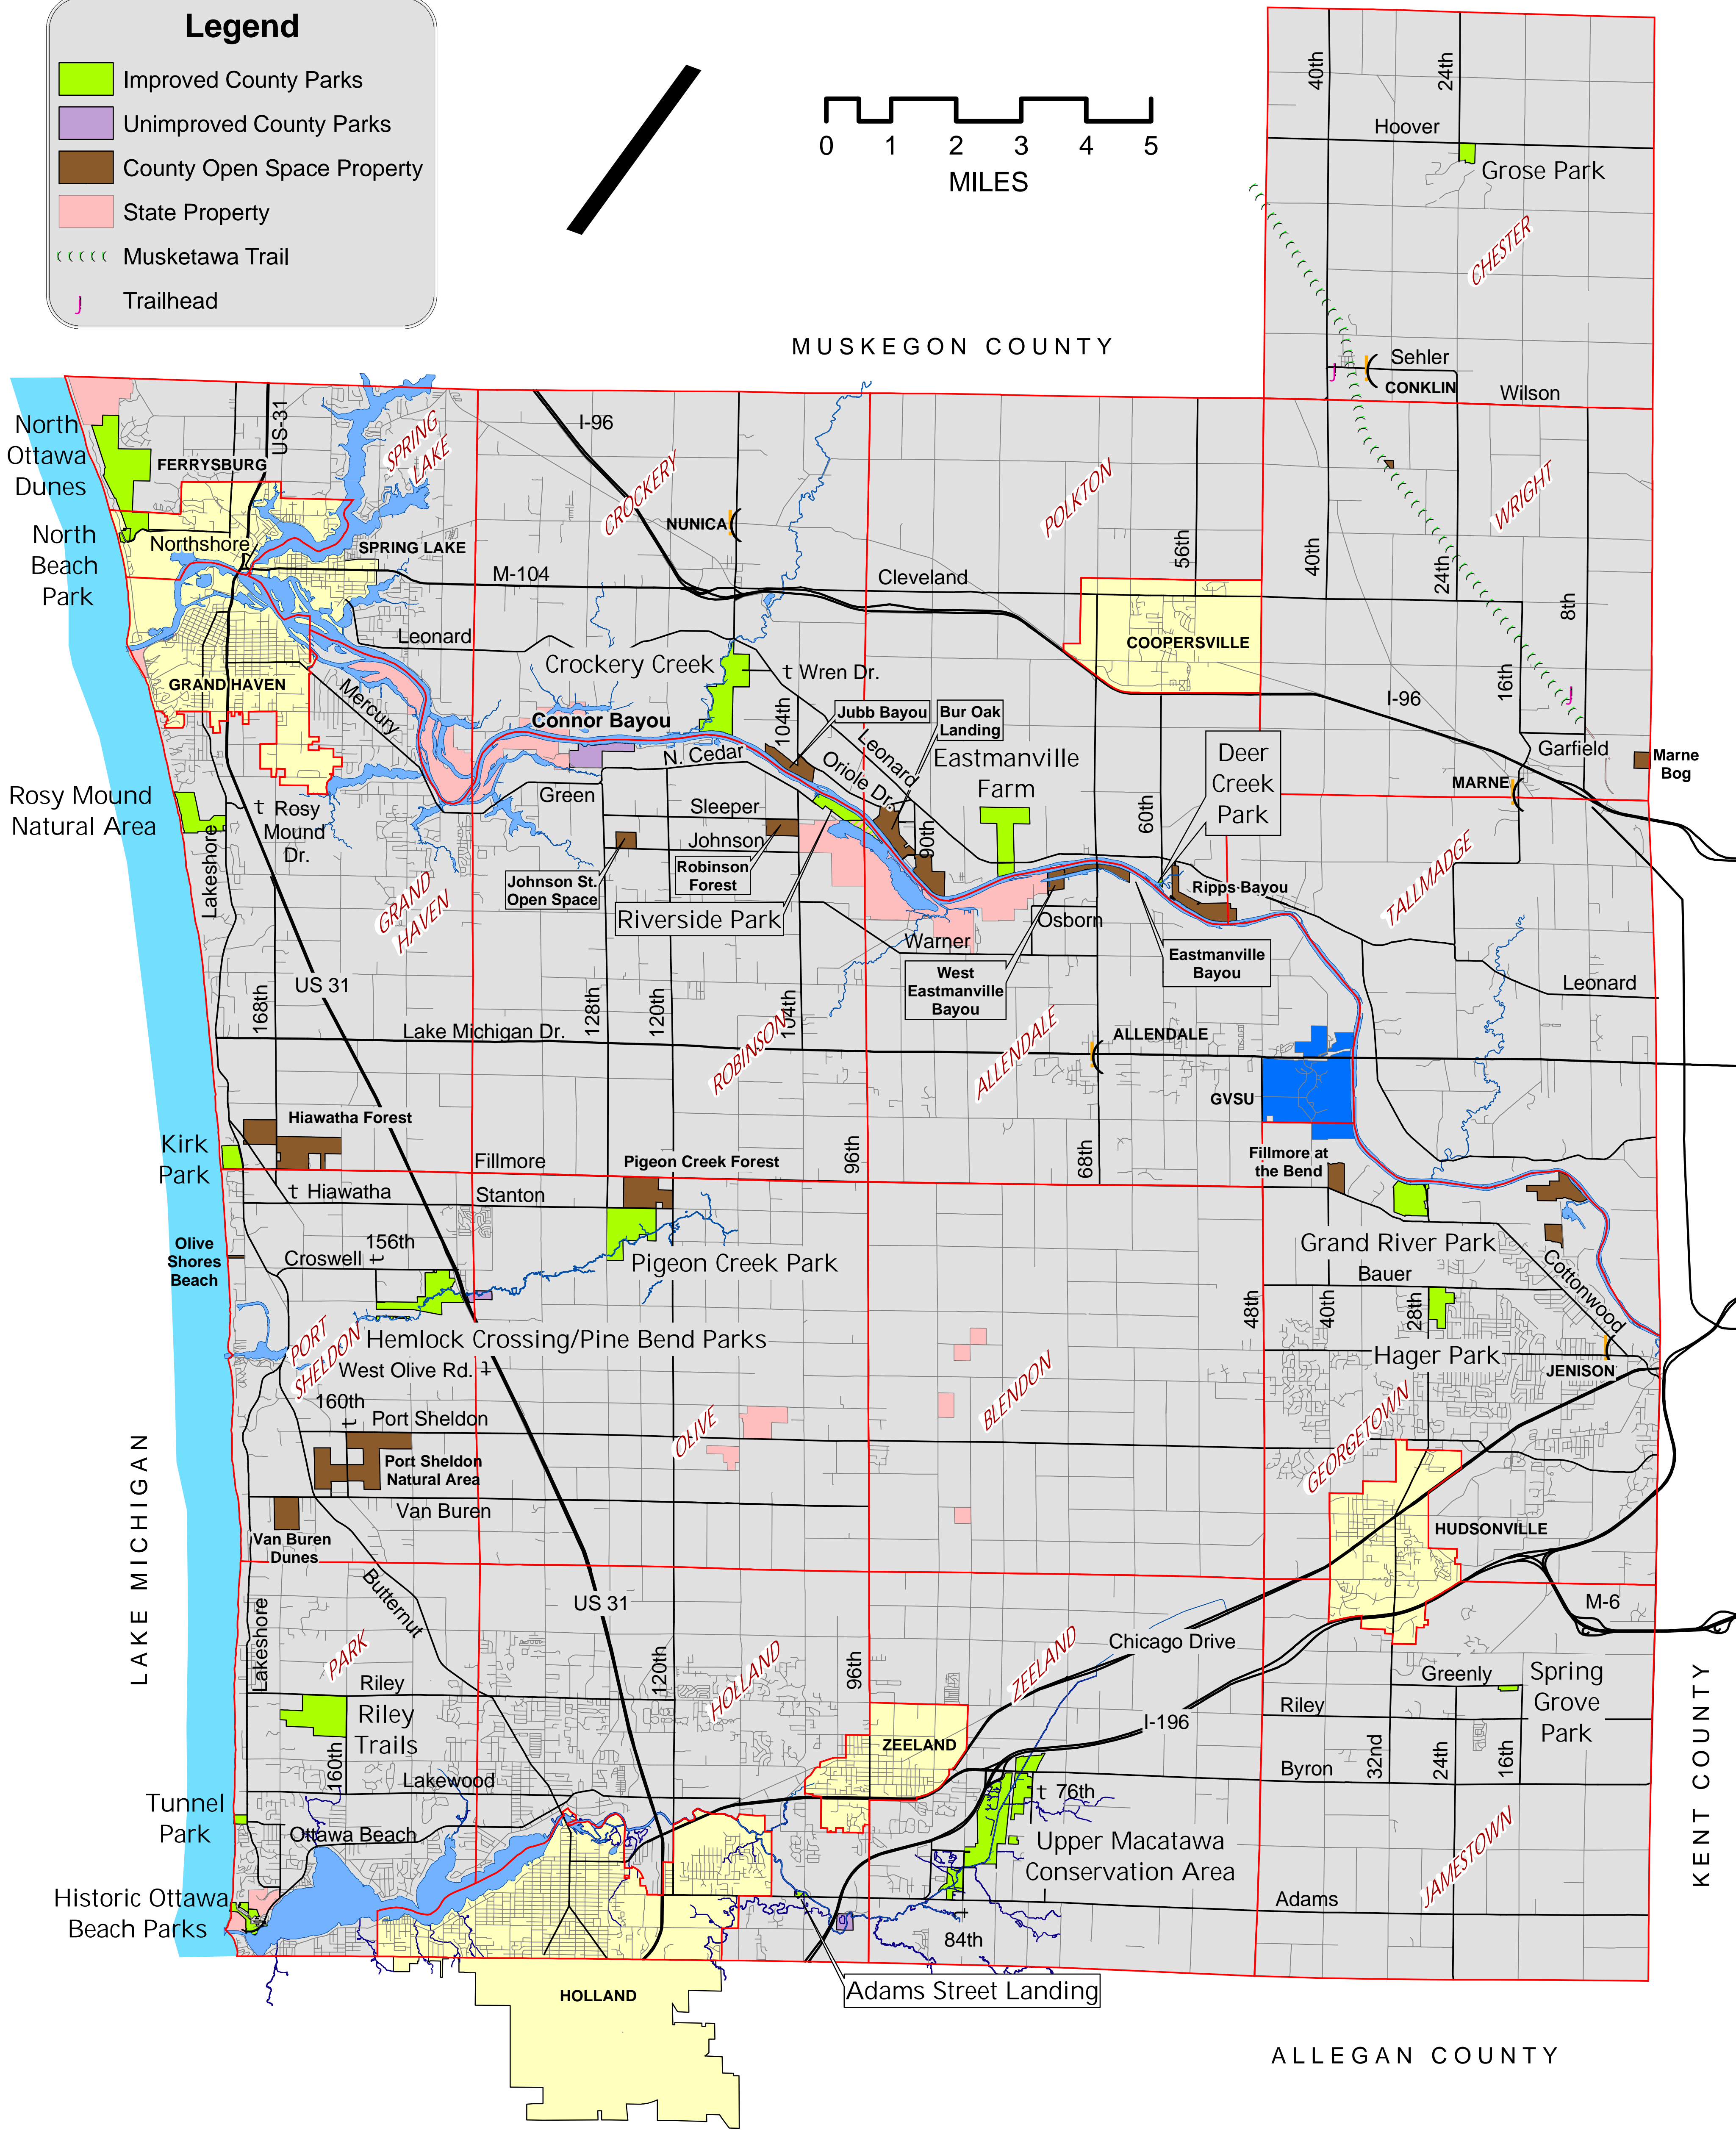 Legend
Improved County Parks
Unimproved County Parks
County Open Space Property
State Property
Musketawa Trail
Trailhead
0 1 2 3 4 5
MILES
40th
24th
Hoover
Grose Park
CHESTER
MUSKEGON COUNTY
Sehler
CONKLIN
Wilson
North
Ottawa
Dunes
US-31
FERRYSBURG
SPRING
LAKE
I-96
CROCKERY
NUNICA
POLKTON
WRIGHT
56th
40th
24th
8th
16th
North
Beach
Park
Northshore
SPRING LAKE
M-104
Cleveland
COOPERSVILLE
Leonard
GRAND HAVEN
Mercury
Crockery Creek
t Wren Dr.
Connor Bayou
104th
Jubb Bayou
Bur Oak
Landing
I-96
Leonard
Oriole Dr.
Eastmanville
Farm
Deer
Creek
Park
Garfield
Marne
Bog
MARNE
N. Cedar
Green
Sleeper
Johnson
90th
60th
Rosy Mound
Natural Area
t Rosy
Mound
Dr.
Lakeshore
GRAND
HAVEN
Johnson St.
Open Space
Robinson
Forest
Riverside Park
Ripps Bayou
TALLMADGE
Osborn
Warner
West
Eastmanville
Bayou
Eastmanville
Bayou
Leonard
US 31
168th
128th
120th
104th
Lake Michigan Dr.
ROBINSON
ALLENDALE
ALLENDALE
GVSU
Hiawatha Forest
Kirk
Park
Fillmore
Pigeon Creek Forest
96th
68th
Fillmore at
the Bend
t Hiawatha
Stanton
Olive
Shores
Beach
Croswell
156th
t
Pigeon Creek Park
Grand River Park
Bauer
Cottonwood
48th
40th
28th
PORT
SHELDON
Hemlock Crossing/Pine Bend Parks
West Olive Rd. t
Hager Park
JENISON
160th
t
Port Sheldon
OLIVE
BLENDON
GEORGETOWN
Port Sheldon
Natural Area
Van Buren
Van Buren
Dunes
HUDSONVILLE
LAKE MICHIGAN
Butternut
US 31
M-6
Lakeshore
PARK
HOLLAND
ZEELAND
Chicago Drive
120th
96th
Riley
Riley
Trails
160th
Greenly
Spring
Grove
Park
Riley
I-196
ZEELAND
Byron
32nd
24th
16th
Lakewood
t 76th
Tunnel
Park
Ottawa Beach
Upper Macatawa
Conservation Area
JAMESTOWN
KENT COUNTY
Historic Ottawa
Beach Parks
Adams
t
84th
Adams Street Landing
HOLLAND
ALLEGAN COUNTY